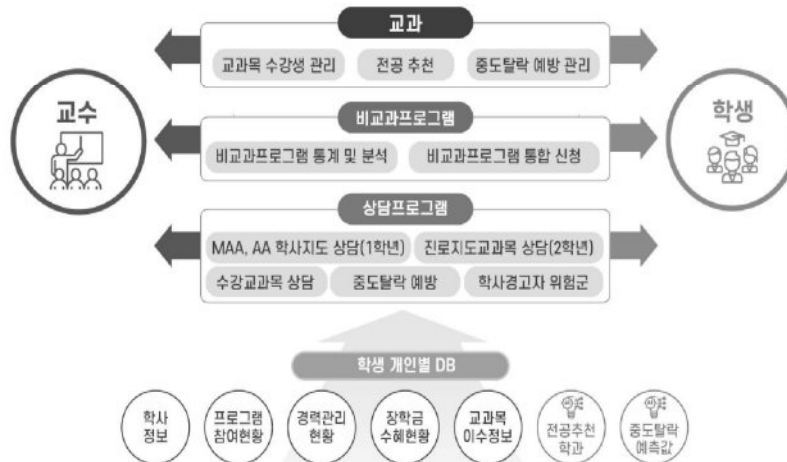 교과
교과목 수강생 관리 전공 추천 중도탈락 예방 관리
교수
학생
비교과프로그램
비교과프로그램 통계 및 분석 비교과프로그램 통합 신청
상담프로그램
MAA, AA 학사지도 상담(1학년) 진로지도교과목 상담(2학년)
수강교과목 상담 중도탈락 예방 학사경고자 위험군
학생 개인별 DB
학사
정보
프로그램
참여현황
경력관리
현황
장학금
수혜현황
교과목
이수정보
전공추천
학과
중도탈락
예측값